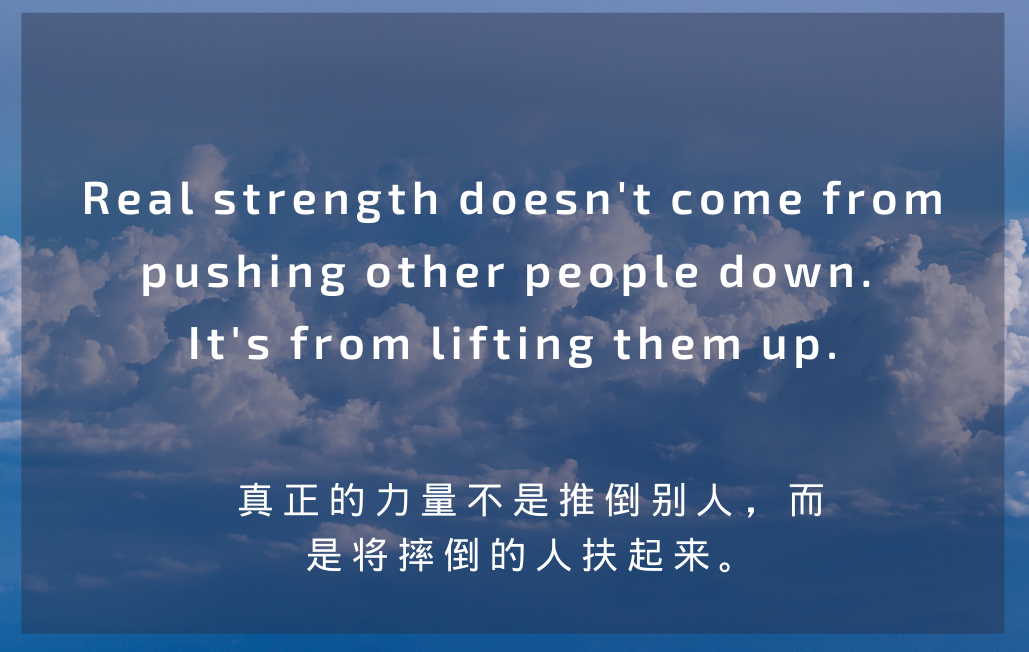 Real strength doesn't come from
pushing other people down.
It's from lifting them up.
真正的力量不是推倒别人，而
是将摔倒的人扶起来。